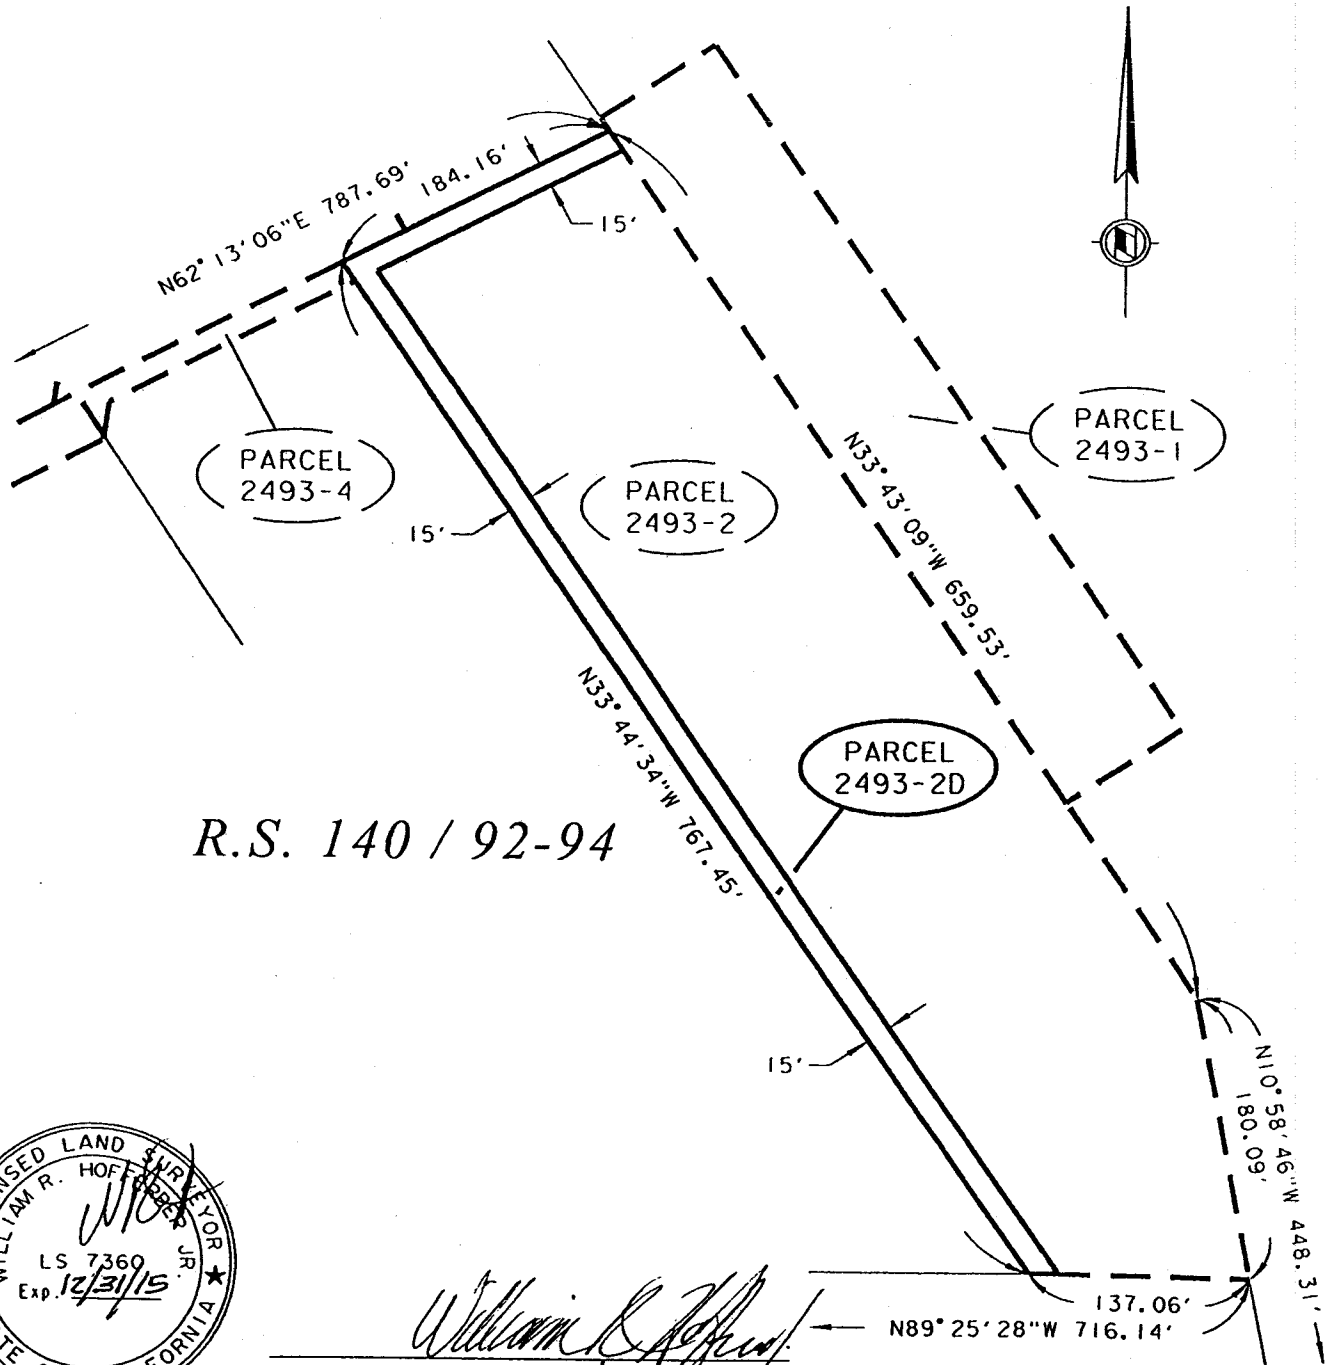 N62°13'06"E 787.69'
184.16'
15'
PARCEL
2493-4
PARCEL
2493-2
PARCEL
2493-1
15'
N33°43'09"W 659.53'
N33°44'34"W 767.45'
PARCEL
2493-2D
R.S. 140 / 92-94
15'
N10°58'46"W 448.31'
180.09'
137.06'
N89°25'28"W 716.14'
NSED LAND SURVEYOR
WILLIAM R. HOFFERBER JR.
LS 7360
Exp. 12/31/15